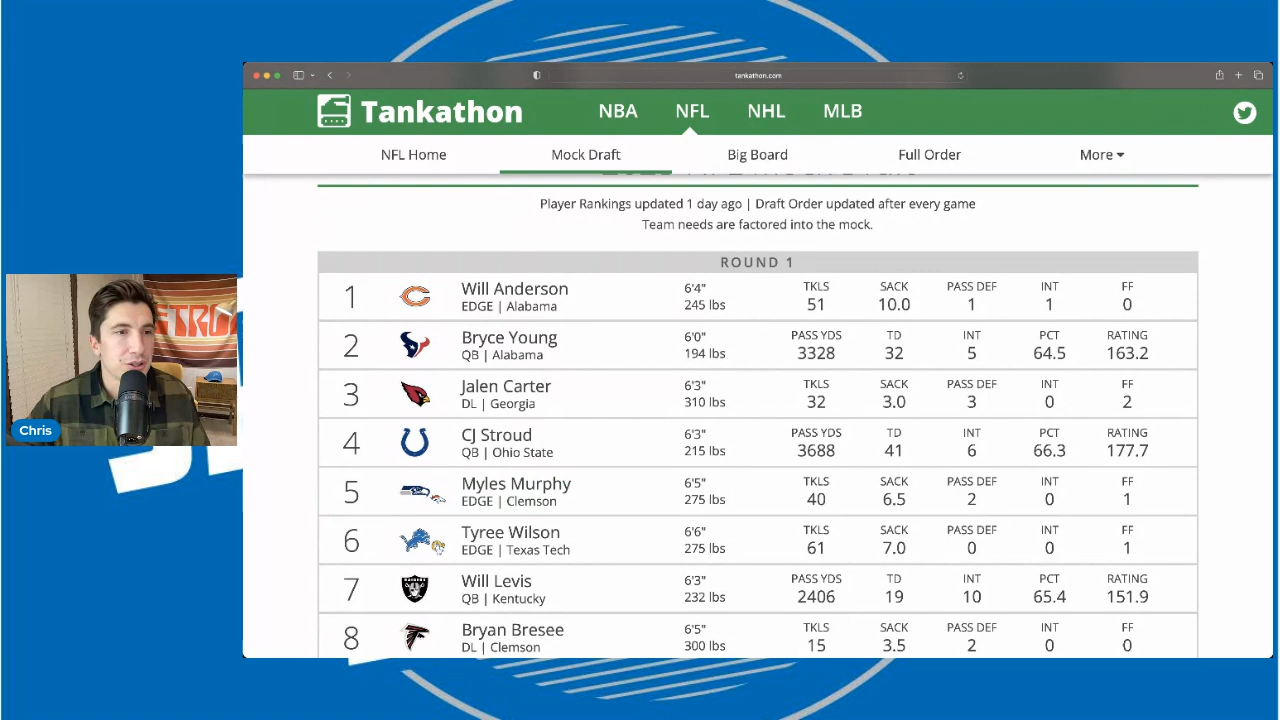 tankathon.com
Tankathon NBA NFL NHL MLB
NFL Home Mock Draft Big Board Full Order More
Player Rankings updated 1 day ago | Draft Order updated after every game
Team needs are factored into the mock.
ROUND 1
1 Will Anderson 6'4" TKLS SACK PASS DEF INT FF
EDGE | Alabama 245 lbs 51 10.0 1 1 0
2 Bryce Young 6'0" PASS YDS TD INT PCT RATING
QB | Alabama 194 lbs 3328 32 5 64.5 163.2
3 Jalen Carter 6'3" TKLS SACK PASS DEF INT FF
DL | Georgia 310 lbs 32 3.0 3 0 2
4 CJ Stroud 6'3" PASS YDS TD INT PCT RATING
QB | Ohio State 215 lbs 3688 41 6 66.3 177.7
5 Myles Murphy 6'5" TKLS SACK PASS DEF INT FF
EDGE | Clemson 275 lbs 40 6.5 2 0 1
6 Tyree Wilson 6'6" TKLS SACK PASS DEF INT FF
EDGE | Texas Tech 275 lbs 61 7.0 0 0 1
7 Will Levis 6'3" PASS YDS TD INT PCT RATING
QB | Kentucky 232 lbs 2406 19 10 65.4 151.9
8 Bryan Bresee 6'5" TKLS SACK PASS DEF INT FF
DL | Clemson 300 lbs 15 3.5 2 0 0
Chris